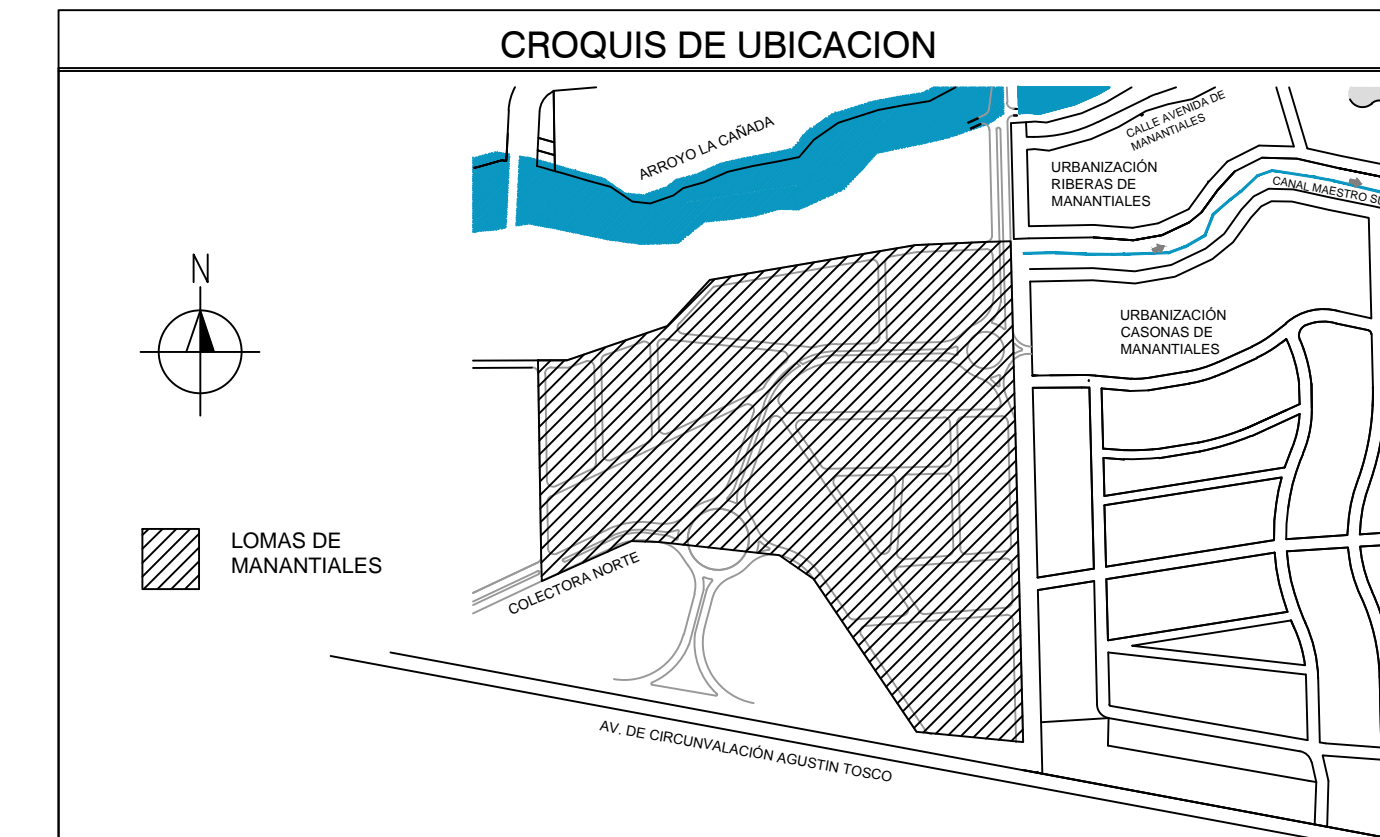 CROQUIS DE UBICACION
ARROYO LA CAÑADA
CALLE AVENIDA DE
MANANTIALES
URBANIZACIÓN
RIBERAS DE
MANANTIALES
CANAL MAESTRO
N
URBANIZACIÓN
CASONAS DE
MANANTIALES
LOMAS DE
MANANTIALES
COLECTORA NORTE
AV. DE CIRCUNVALACIÓN AGUSTIN TOSCO